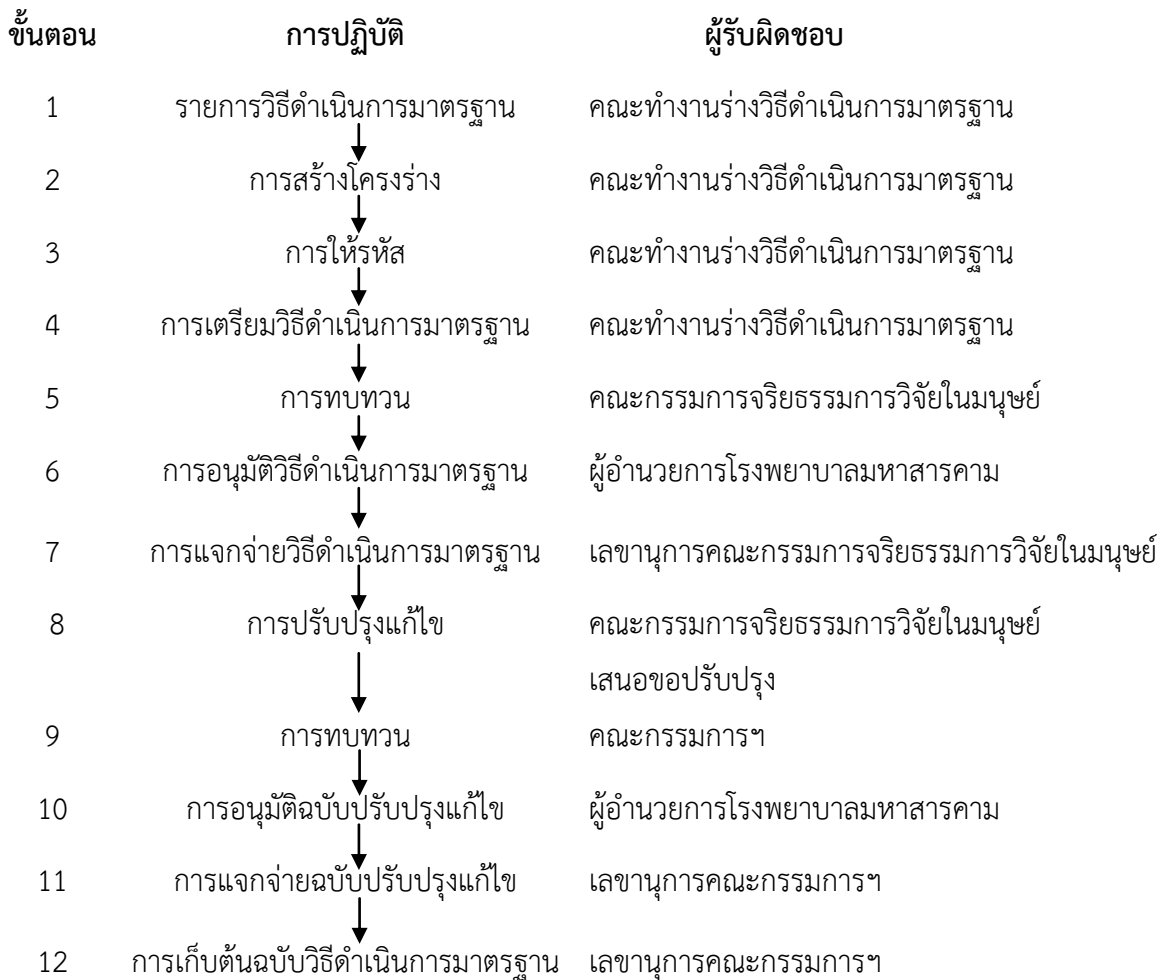 ขั้นตอน การปฏิบัติ ผู้รับผิดชอบ
1 รายการวิธีดำเนินการมาตรฐาน คณะทำงานร่างวิธีดำเนินการมาตรฐาน
2 การสร้างโครงร่าง คณะทำงานร่างวิธีดำเนินการมาตรฐาน
3 การให้รหัส คณะทำงานร่างวิธีดำเนินการมาตรฐาน
4 การเตรียมวิธีดำเนินการมาตรฐาน คณะทำงานร่างวิธีดำเนินการมาตรฐาน
5 การทบทวน คณะกรรมการจริยธรรมการวิจัยในมนุษย์
6 การอนุมัติวิธีดำเนินการมาตรฐาน ผู้อำนวยการโรงพยาบาลมหาสารคาม
7 การแจกจ่ายวิธีดำเนินการมาตรฐาน เลขานุการคณะกรรมการจริยธรรมการวิจัยในมนุษย์
8 การปรับปรุงแก้ไข คณะกรรมการจริยธรรมการวิจัยในมนุษย์
เสนอขอปรับปรุง
9 การทบทวน คณะกรรมการฯ
10 การอนุมัติฉบับปรับปรุงแก้ไข ผู้อำนวยการโรงพยาบาลมหาสารคาม
11 การแจกจ่ายฉบับปรับปรุงแก้ไข เลขานุการคณะกรรมการฯ
12 การเก็บต้นฉบับวิธีดำเนินการมาตรฐาน เลขานุการคณะกรรมการฯ